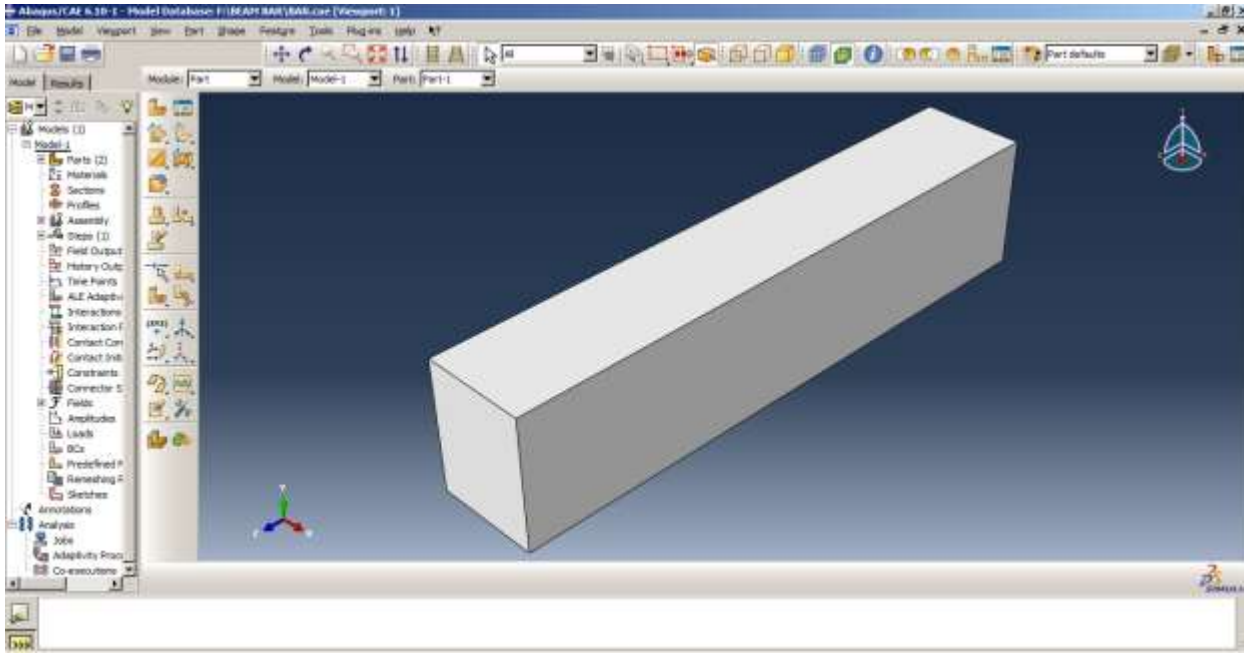 Abaqus/CAE 6.10-1 - Model Database: F:\BEAM BAR\BAR.cae [Viewport: 1]
File Model Viewport View Part Shape Feature Tools Plug-ins Help
All
Part defaults
Model Results
Module: Part Model: Model-1 Part: Part-1
Models (1)
Model-1
Parts (2)
Materials
Sections
Profiles
Assembly
Steps (1)
Field Output
History Outp
Time Points
ALE Adaptiv
Interactions
Interaction P
Contact Con
Contact Init
Constraints
Connector S
Fields
Amplitudes
Loads
BCs
Predefined F
Remeshing R
Sketches
Annotations
Analysis
Jobs
Adaptivity Proc
Co-executions